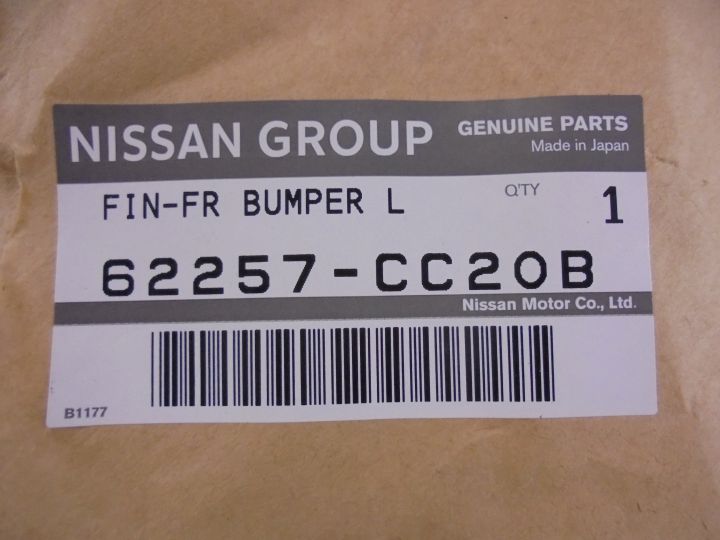 NISSAN GROUP
GENUINE PARTS
Made in Japan
FIN-FR BUMPER L
Q'TY 1
62257-CC20B
Nissan Motor Co., Ltd.
B1177